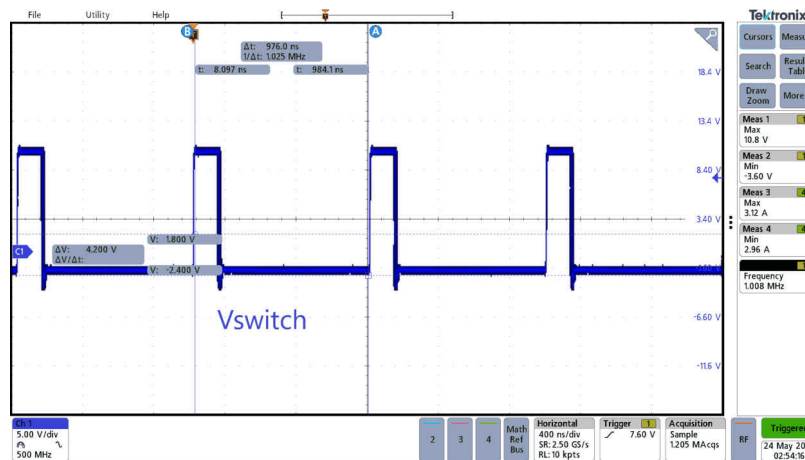 File Utility Help
Tektronix
B
A
Δt: 976.0 ns
1/Δt: 1.025 MHz
t: 8.097 ns
t: 984.1 ns
Cursors
Measu
Search
Resul
Tabl
Draw
Zoom
More..
18.4 V
13.4 V
8.40 V
3.40 V
-6.60 V
-11.6 V
C1
ΔV: 4.200 V
ΔV/Δt:
V: 1.800 V
V: -2.400 V
Vswitch
Meas 1 1
Max
10.8 V
Meas 2 1
Min
-3.60 V
Meas 3 4
Max
3.12 A
Meas 4 4
Min
2.96 A
1
Frequency
1.008 MHz
Ch 1
5.00 V/div
500 MHz
2
3
4
Math
Ref
Bus
Horizontal
400 ns/div
SR: 2.50 GS/s
RL: 10 kpts
Trigger 1
7.60 V
Acquisition
Sample
1.205 MAcqs
RF
Triggered
24 May 20
02:54:16